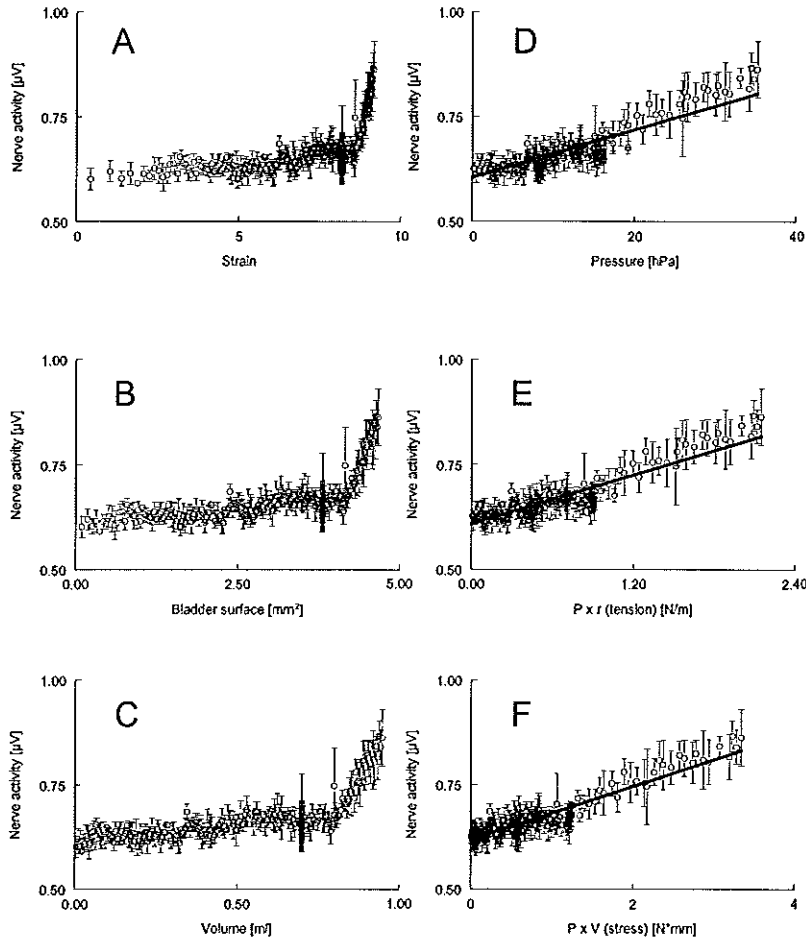 A
Nerve activity [µV]
1.00
0.75
0.50
0
5
10
Strain
D
Nerve activity [µV]
1.00
0.75
0.50
0
20
40
Pressure [hPa]
B
Nerve activity [µV]
1.00
0.75
0.50
0.00
2.50
5.00
Bladder surface [mm²]
E
Nerve activity [µV]
1.00
0.75
0.50
0.00
1.20
2.40
P x r (tension) [N/m]
C
Nerve activity [µV]
1.00
0.75
0.50
0.00
0.50
1.00
Volume [ml]
F
Nerve activity [µV]
1.00
0.75
0.50
0
2
4
P x V (stress) [N*mm]